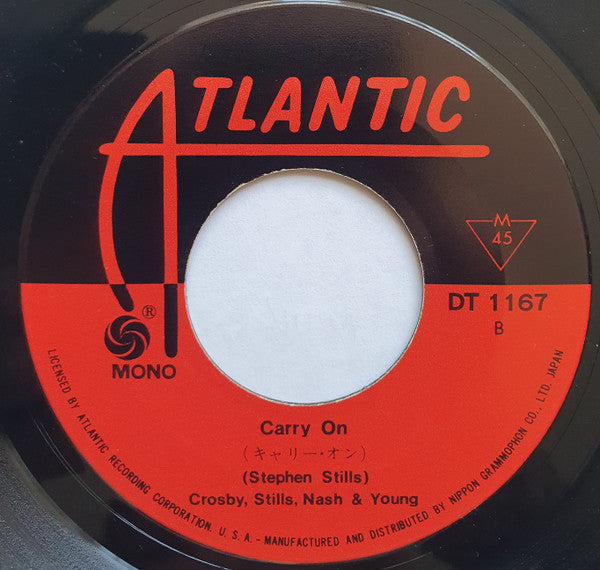 ATLANTIC
M
45
DT 1167
B
®
MONO
Carry On
(キャリー・オン)
(Stephen Stills)
Crosby, Stills, Nash & Young
LICENSED BY ATLANTIC RECORDING CORPORATION, U. S. A. - MANUFACTURED AND DISTRIBUTED BY NIPPON GRAMMOPHON CO., LTD. JAPAN